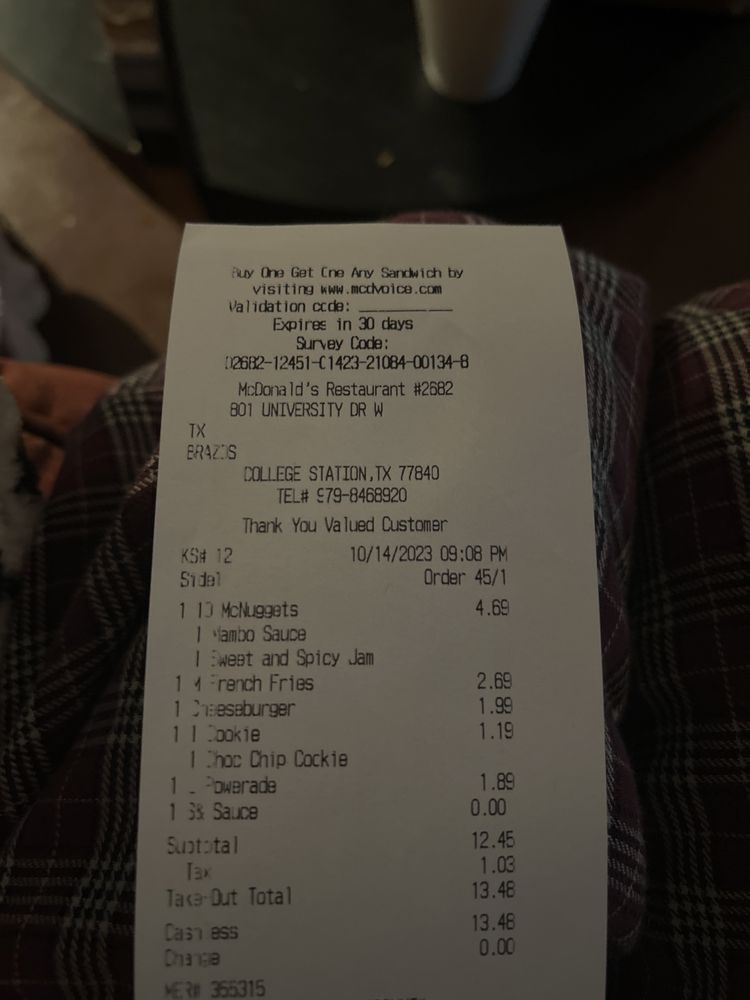 Buy One Get One Any Sandwich by
visiting www.mcdvoice.com
Validation code: __________
Expires in 30 days
Survey Code:
02682-12451-01423-21084-00134-8
McDonald's Restaurant #2682
801 UNIVERSITY DR W
TX
BRAZOS
COLLEGE STATION,TX 77840
TEL# 979-8468920
Thank You Valued Customer
KS# 12 10/14/2023 09:08 PM
Side1 Order 45/1
1 10 McNuggets 4.69
1 Mambo Sauce
1 Sweet and Spicy Jam
1 M French Fries 2.69
1 Cheeseburger 1.99
1 1 Cookie 1.19
1 Choc Chip Cookie
1 L Powerade 1.89
1 Sauce 0.00
Subtotal 12.45
Tax 1.03
Take-Out Total 13.48
Cashless 13.48
Change 0.00
MER# 365315